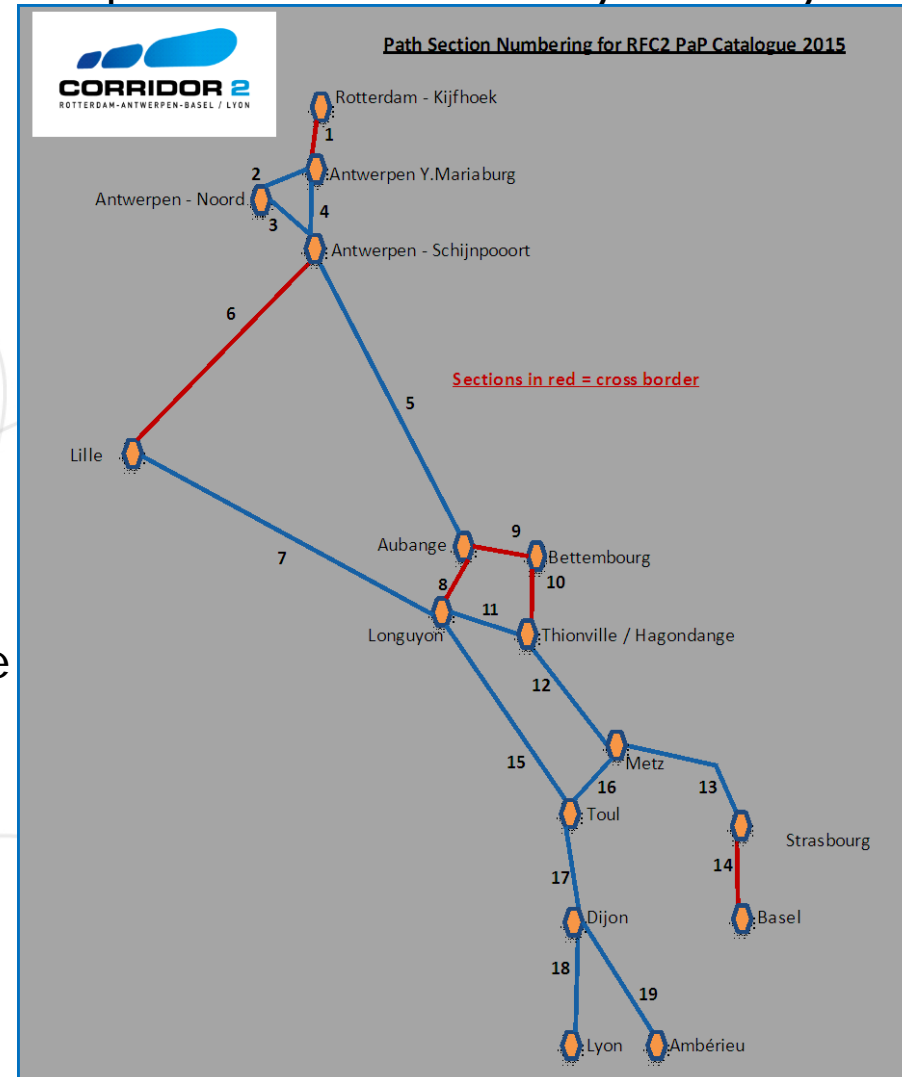 Path Section Numbering for RFC2 PaP Catalogue 2015
CORRIDOR 2
ROTTERDAM-ANTWERPEN-BASEL / LYON
Rotterdam - Kijfhoek
1
2
Antwerpen Y.Mariaburg
Antwerpen - Noord
4
3
Antwerpen - Schijnpooort
6
Sections in red = cross border
5
Lille
9
Aubange
7
Bettembourg
8
10
11
Longuyon
Thionville / Hagondange
e
12
15
Metz
16
13
Toul
Strasbourg
14
17
Dijon
Basel
18
19
Lyon
Ambérieu